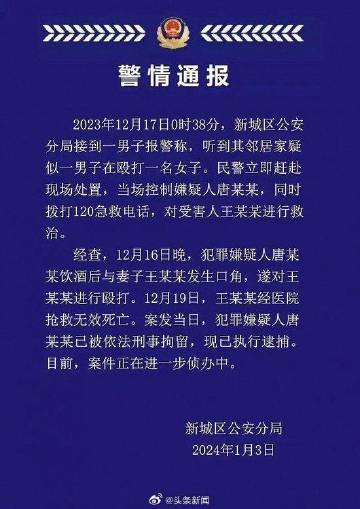 警情通报
2023年12月17日0时38分，新城区公安
分局接到一男子报警称，听到其邻居家疑
似一男子在殴打一名女子。民警立即赶赴
现场处置，当场控制嫌疑人唐某某，同时
拨打120急救电话，对受害人王某某进行救
治。
经查，12月16日晚，犯罪嫌疑人唐某
某饮酒后与妻子王某某发生口角，遂对王
某某进行殴打。12月19日，王某某经医院
抢救无效死亡。案发当日，犯罪嫌疑人唐
某某已被依法刑事拘留，现已执行逮捕。
目前，案件正在进一步侦办中。
新城区公安分局
2024年1月3日
@头条新闻